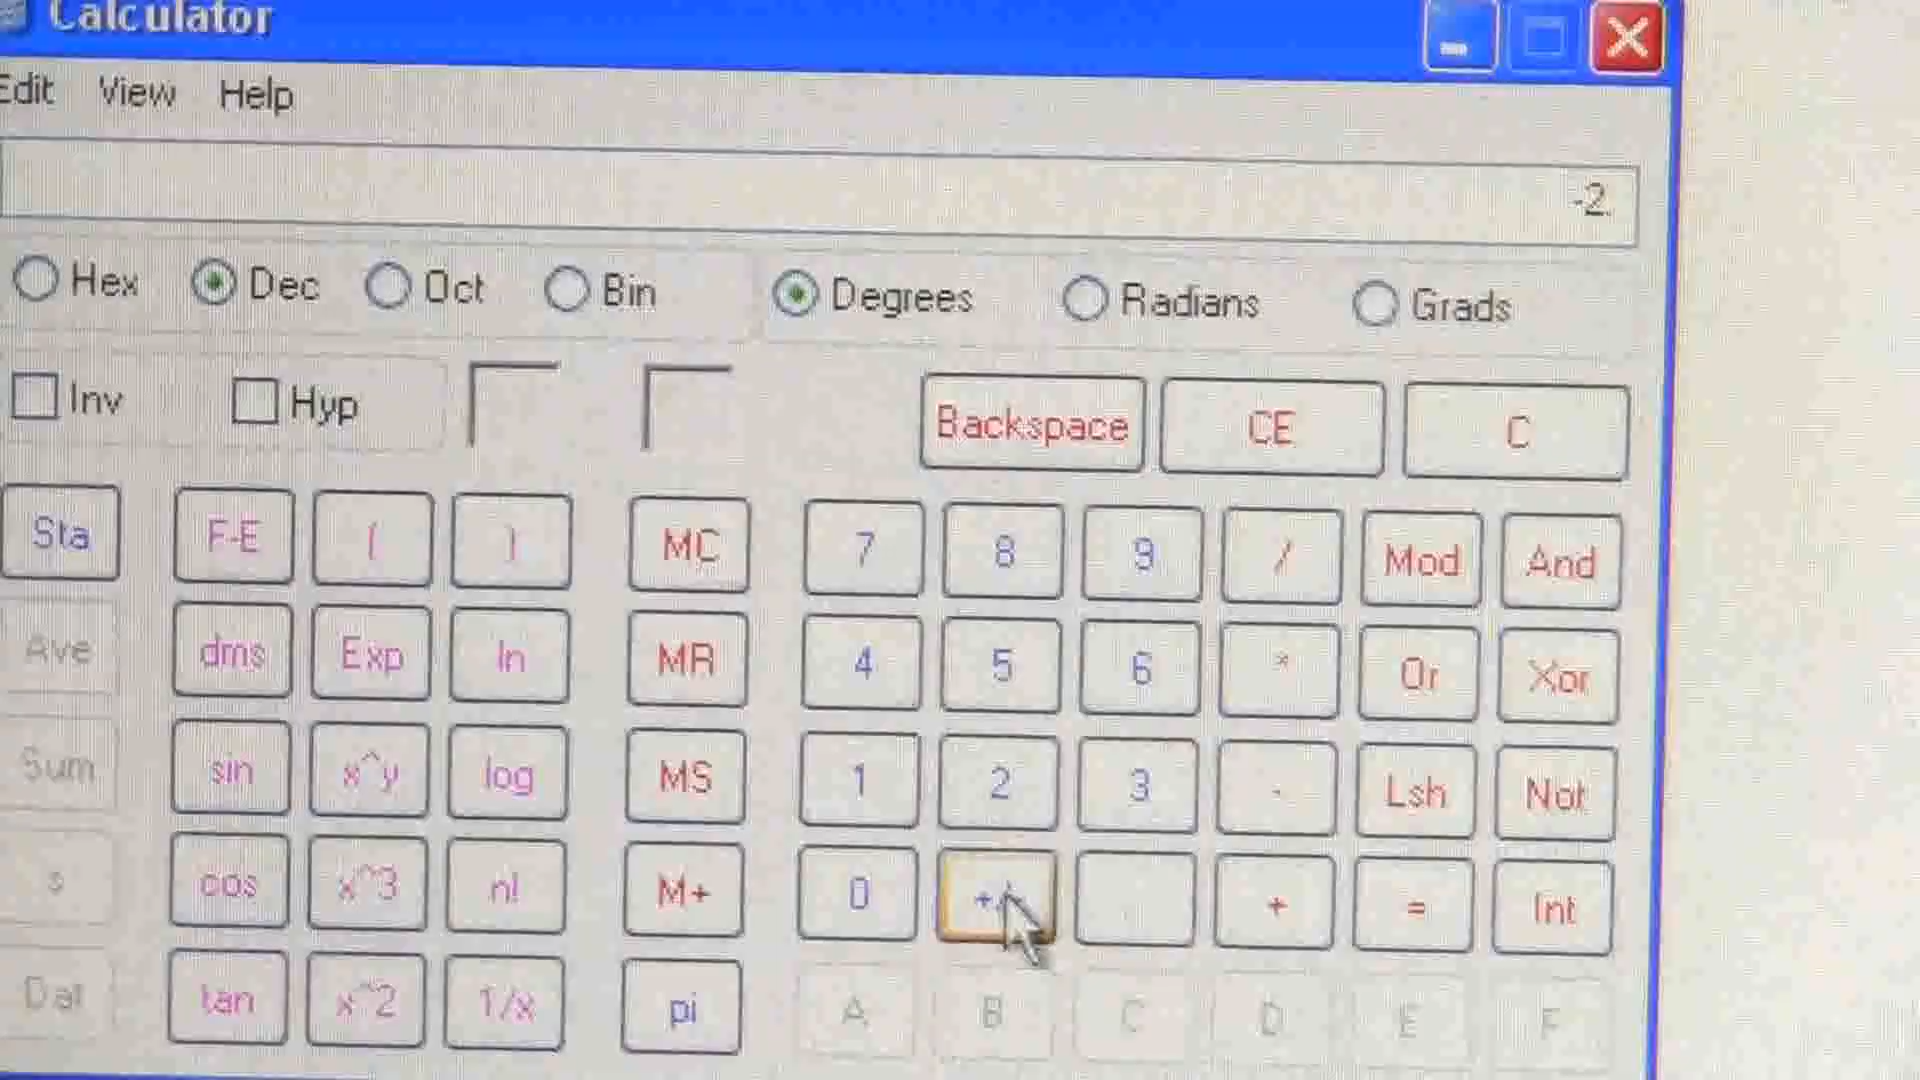 Calculator
Edit View Help
-2.
Hex Dec Oct Bin Degrees Radians Grads
Inv Hyp Backspace CE C
Sta F-E ( ) MC 7 8 9 / Mod And
Ave dms Exp ln MR 4 5 6 * Or Xor
Sum sin x^y log MS 1 2 3 - Lsh Not
s cos x^3 n! M+ 0 . + = Int
Dat tan x^2 1/x pi A B C D E F